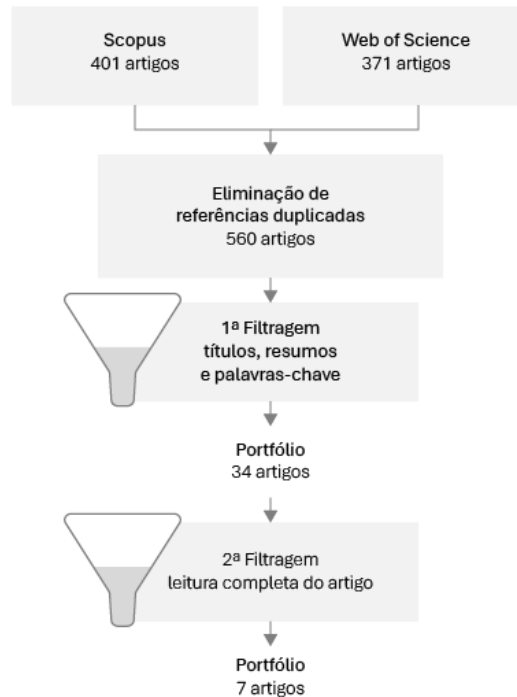 Scopus
401 artigos
Web of Science
371 artigos
Eliminação de
referências duplicadas
560 artigos
1ª Filtragem
títulos, resumos
e palavras-chave
Portfólio
34 artigos
2ª Filtragem
leitura completa do artigo
Portfólio
7 artigos